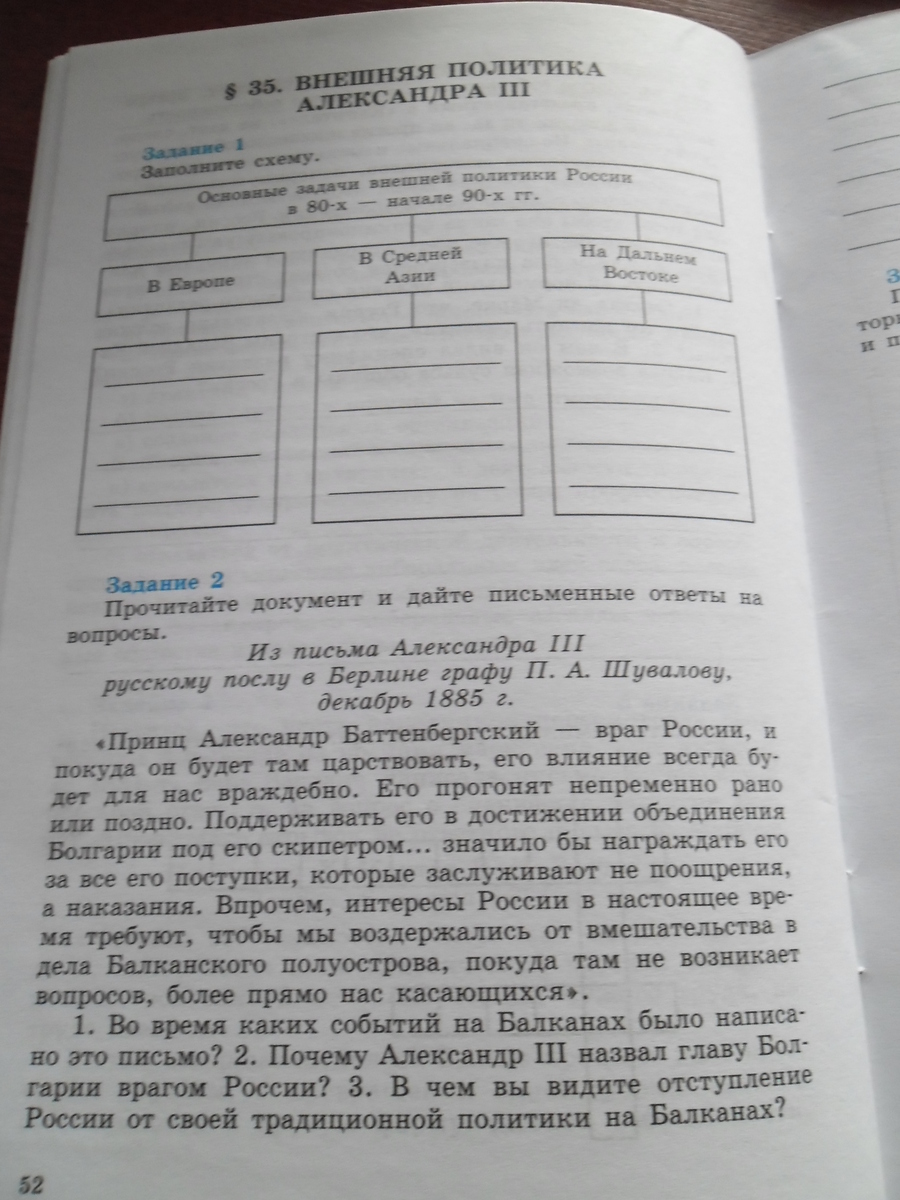 § 35. ВНЕШНЯЯ ПОЛИТИКА
АЛЕКСАНДРА III
Задание 1
Заполните схему.
Основные задачи внешней политики России
в 80-х — начале 90-х гг.
В Европе
В Средней
Азии
На Дальнем
Востоке
Задание 2
Прочитайте документ и дайте письменные ответы на
вопросы.
Из письма Александра III
русскому послу в Берлине графу П. А. Шувалову,
декабрь 1885 г.
«Принц Александр Баттенбергский — враг России, и
покуда он будет там царствовать, его влияние всегда бу-
дет для нас враждебно. Его прогонят непременно рано
или поздно. Поддерживать его в достижении объединения
Болгарии под его скипетром... значило бы награждать его
за все его поступки, которые заслуживают не поощрения,
а наказания. Впрочем, интересы России в настоящее вре-
мя требуют, чтобы мы воздержались от вмешательства в
дела Балканского полуострова, покуда там не возникает
вопросов, более прямо нас касающихся».
1. Во время каких событий на Балканах было написа-
но это письмо? 2. Почему Александр III назвал главу Бол-
гарии врагом России? 3. В чем вы видите отступление
России от своей традиционной политики на Балканах?
52